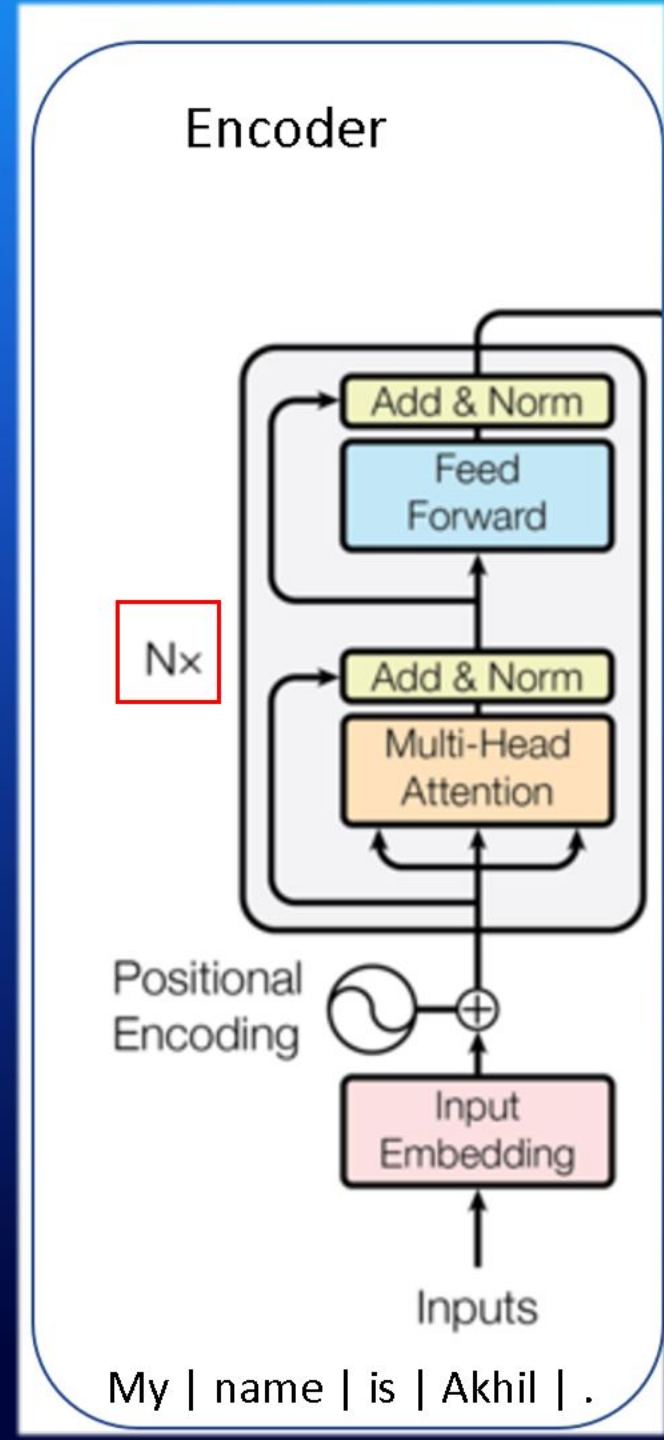 Encoder
Add & Norm
Feed
Forward
Nx
Add & Norm
Multi-Head
Attention
Positional
Encoding
Input
Embedding
Inputs
My | name | is | Akhil | .